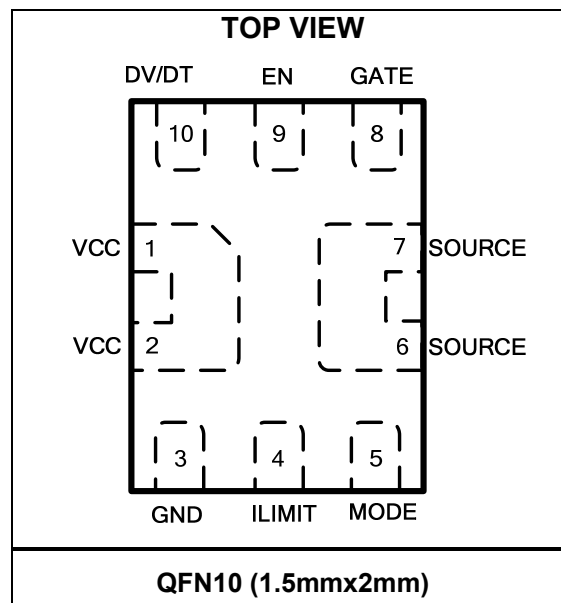 TOP VIEW
DV/DT EN GATE
10 9 8
VCC 1 7 SOURCE
VCC 2 6 SOURCE
3 4 5
GND ILIMIT MODE
QFN10 (1.5mmx2mm)